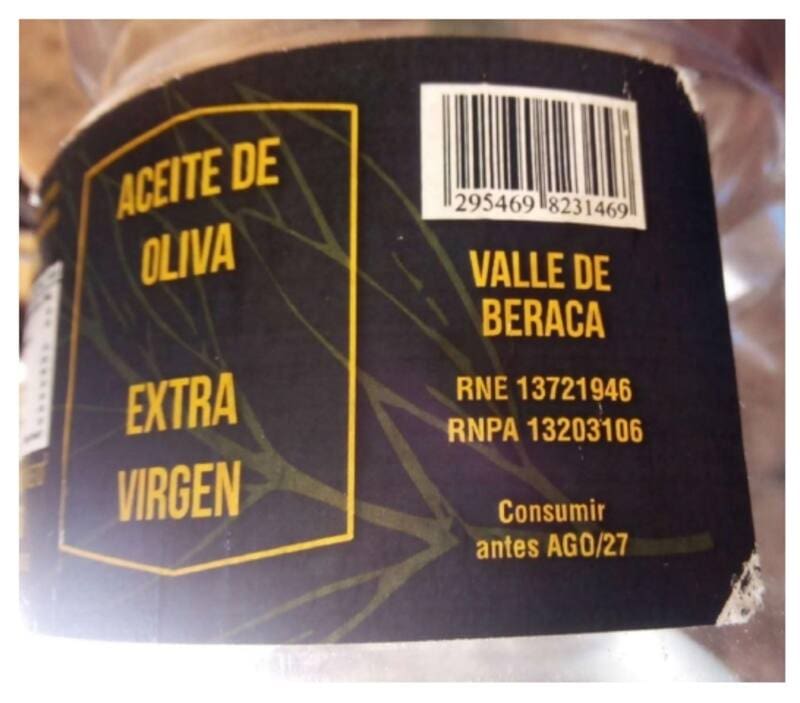 ACEITE DE
OLIVA
EXTRA
VIRGEN
295469 8231469
VALLE DE
BERACA
RNE 13721946
RNPA 13203106
Consumir
antes AGO/27